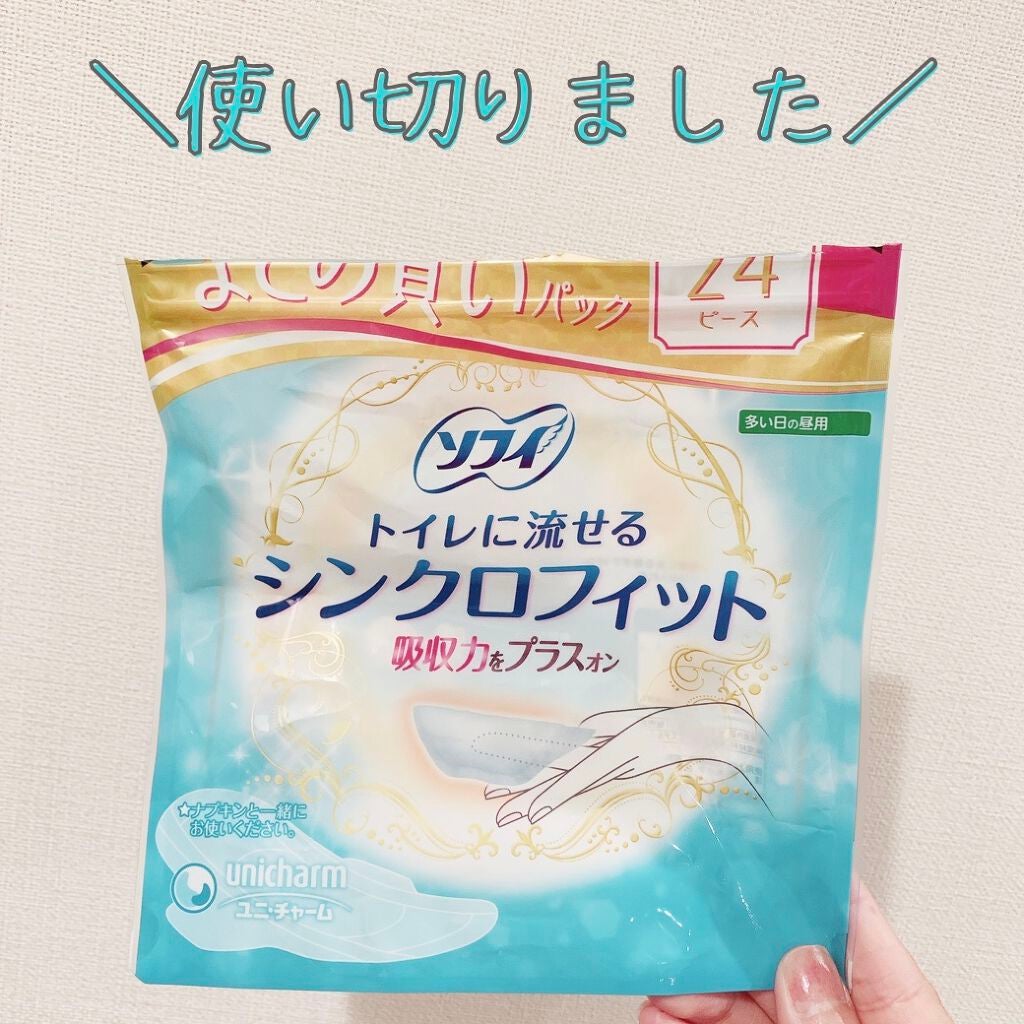 ＼使い切りました／
まとめ買いパック
24
ピース
多い日の昼用
ソフィ
トイレに流せる
シンクロフィット
吸収力をプラスオン
★ナプキンと一緒に
お使いください。
unicharm
ユニ・チャーム